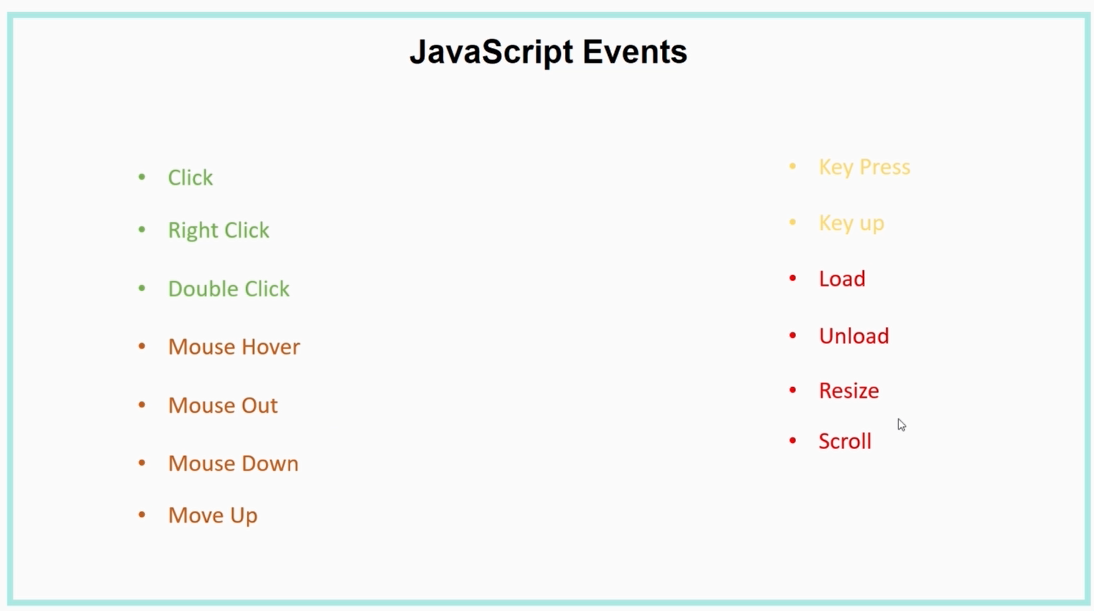 JavaScript Events
• Click
• Right Click
• Double Click
• Mouse Hover
• Mouse Out
• Mouse Down
• Move Up
• Key Press
• Key up
• Load
• Unload
• Resize
• Scroll